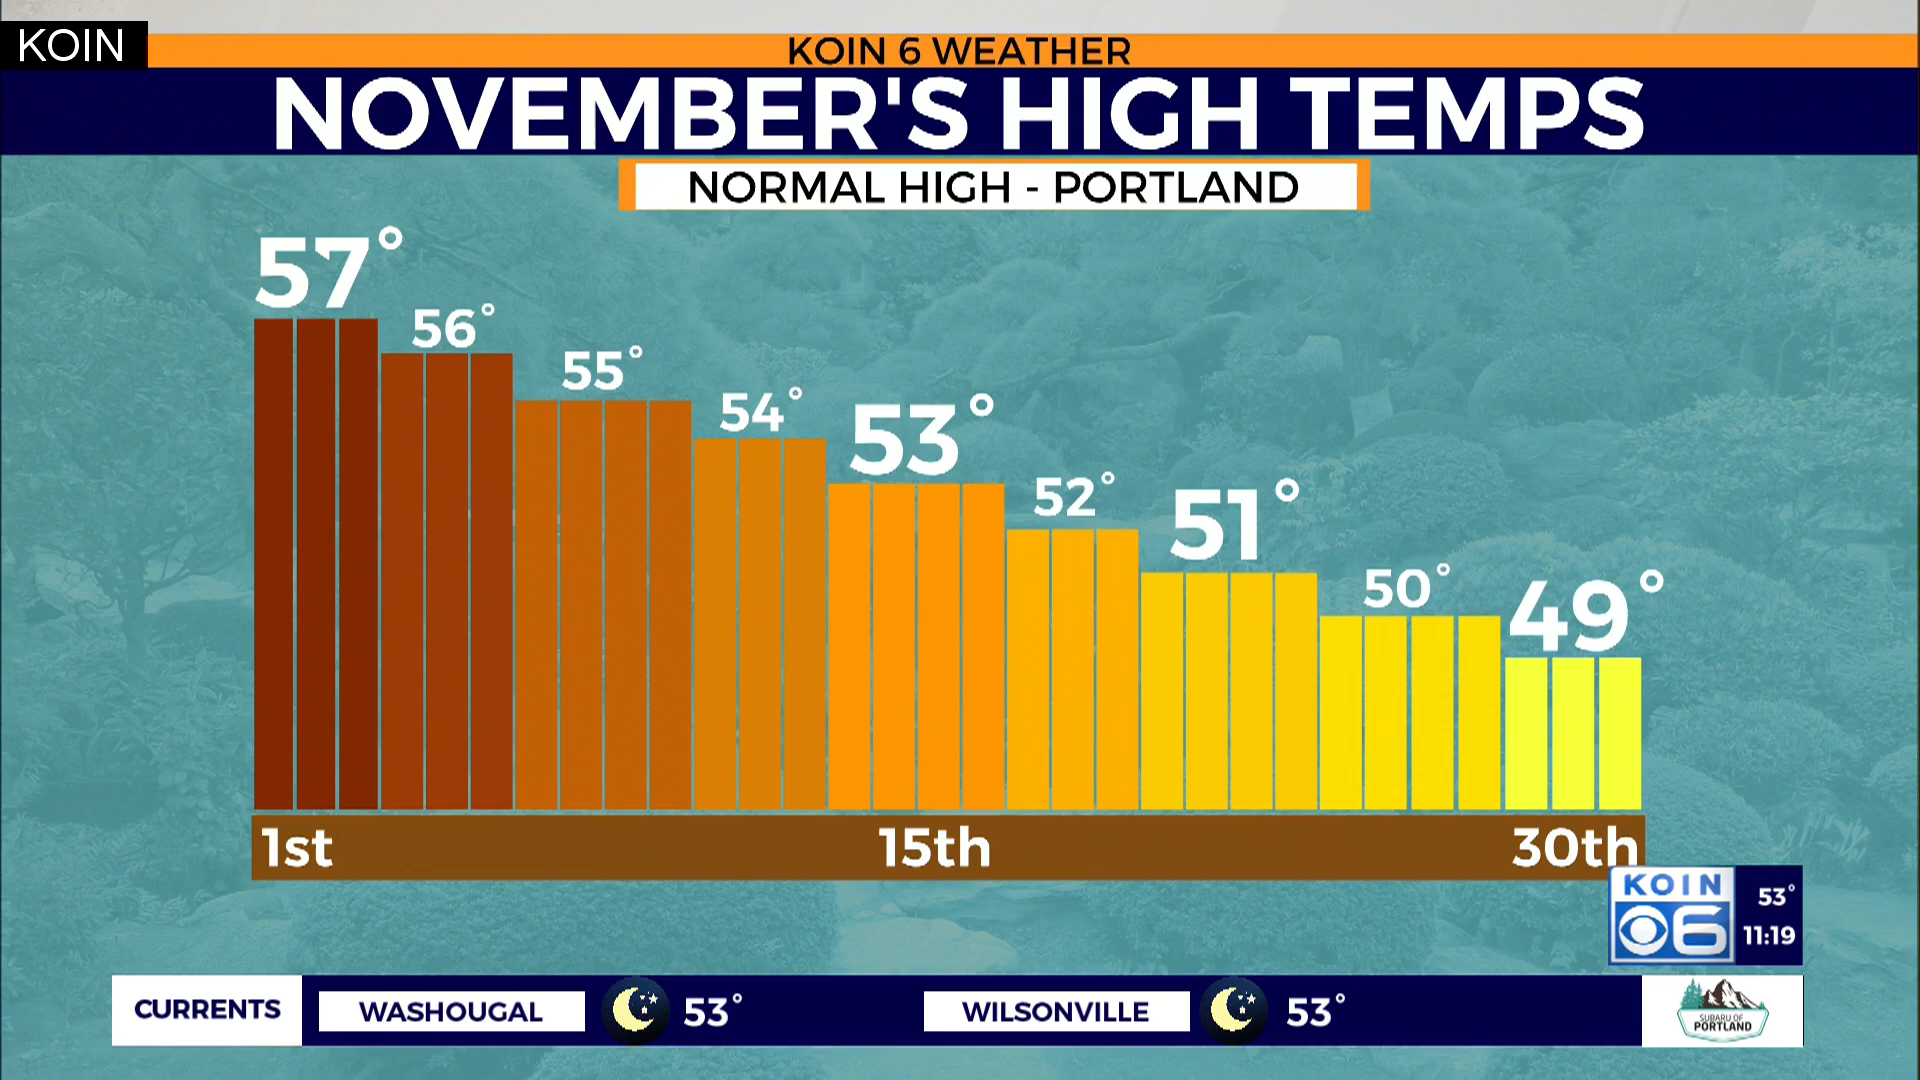 KOIN
KOIN 6 WEATHER
NOVEMBER'S HIGH TEMPS
NORMAL HIGH - PORTLAND
57°
56°
55°
54°
53°
52°
51°
50°
49°
1st 15th 30th
KOIN 6
53°
11:19
CURRENTS WASHOUGAL 53° WILSONVILLE 53°
SUBARU OF
PORTLAND